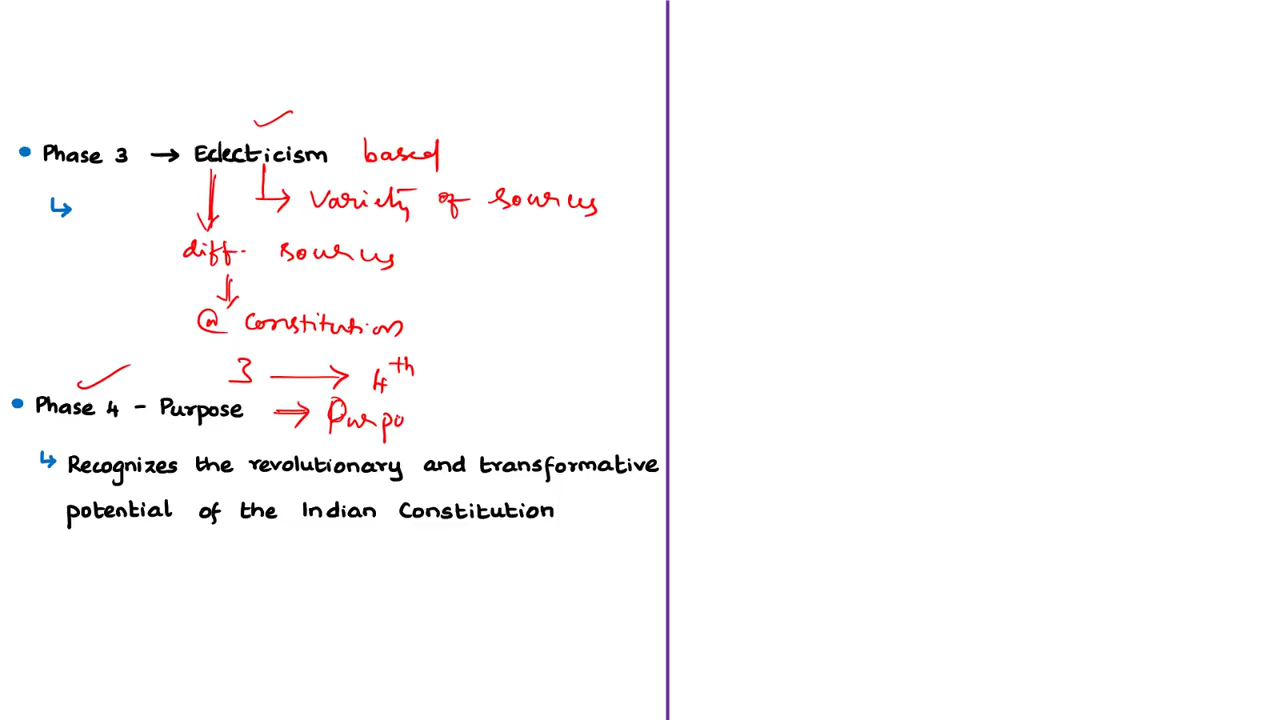 • Phase 3 → Eclecticism based
↳ → Variety of sources
diff. sources
@ Constitution
3 → 4th
• Phase 4 - Purpose ⇒ Purpo
↳ Recognizes the revolutionary and transformative
potential of the Indian Constitution